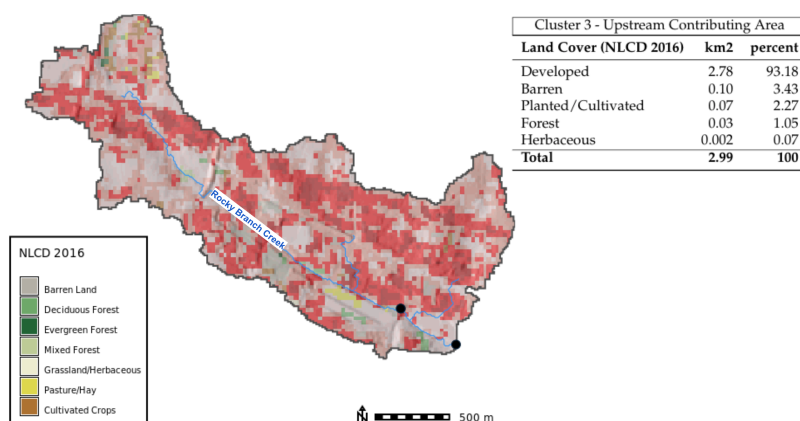 Cluster 3 - Upstream Contributing Area
Land Cover (NLCD 2016) km2 percent
Developed 2.78 93.18
Barren 0.10 3.43
Planted/Cultivated 0.07 2.27
Forest 0.03 1.05
Herbaceous 0.002 0.07
Total 2.99 100
Rocky Branch Creek
NLCD 2016
Barren Land
Deciduous Forest
Evergreen Forest
Mixed Forest
Grassland/Herbaceous
Pasture/Hay
Cultivated Crops
N 500 m